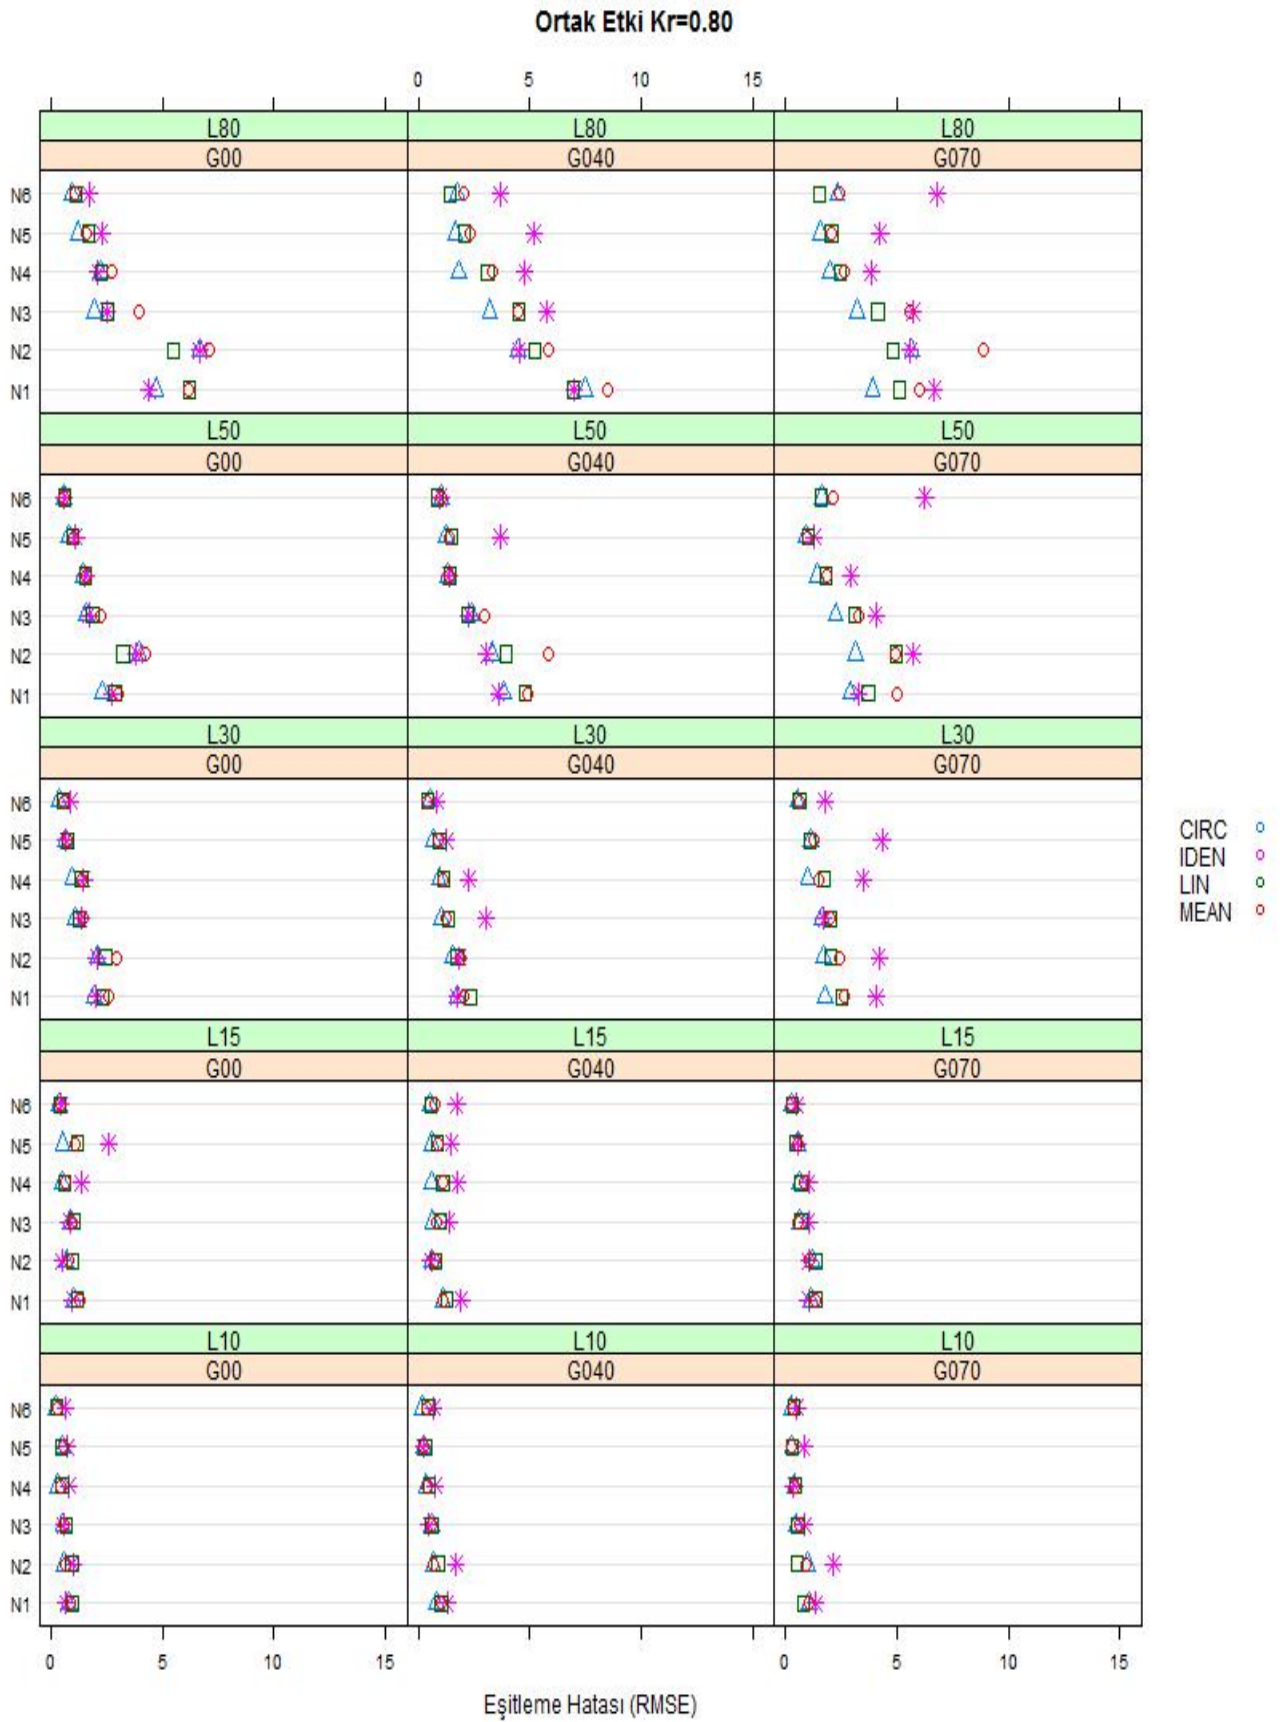 Ortak Etki Kr=0.80
0 5 10 15
L80 L80 L80
G00 G040 G070
N6
N5
N4
N3
N2
N1
L50 L50 L50
G00 G040 G070
N6
N5
N4
N3
N2
N1
L30 L30 L30
G00 G040 G070
N6
N5
N4
N3
N2
N1
CIRC
IDEN
LIN
MEAN
L15 L15 L15
G00 G040 G070
N6
N5
N4
N3
N2
N1
L10 L10 L10
G00 G040 G070
N6
N5
N4
N3
N2
N1
0 5 10 15 0 5 10 15
Eşitleme Hatası (RMSE)